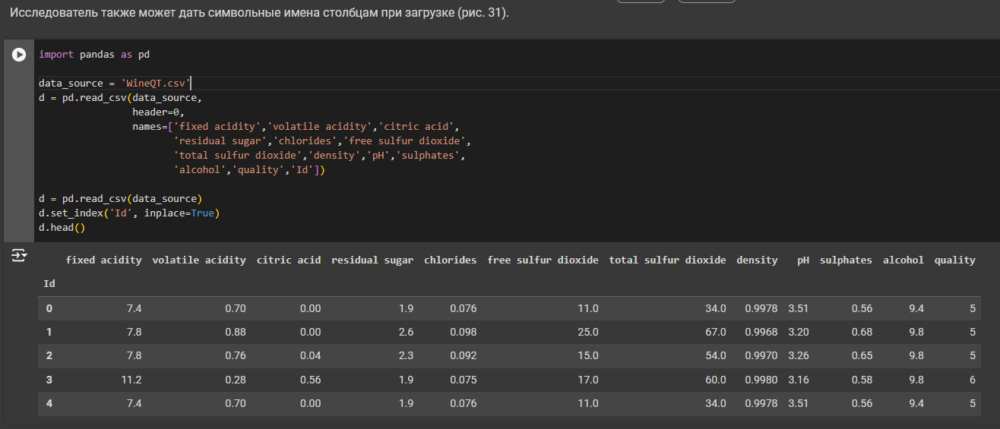 Исследователь также может дать символьные имена столбцам при загрузке (рис. 31).
import pandas as pd
data_source = 'WineQT.csv'
d = pd.read_csv(data_source,
header=0,
names=['fixed acidity','volatile acidity','citric acid',
'residual sugar','chlorides','free sulfur dioxide',
'total sulfur dioxide','density','pH','sulphates',
'alcohol','quality','Id'])
d = pd.read_csv(data_source)
d.set_index('Id', inplace=True)
d.head()
fixed acidity volatile acidity citric acid residual sugar chlorides free sulfur dioxide total sulfur dioxide density pH sulphates alcohol quality
Id
0 7.4 0.70 0.00 1.9 0.076 11.0 34.0 0.9978 3.51 0.56 9.4 5
1 7.8 0.88 0.00 2.6 0.098 25.0 67.0 0.9968 3.20 0.68 9.8 5
2 7.8 0.76 0.04 2.3 0.092 15.0 54.0 0.9970 3.26 0.65 9.8 5
3 11.2 0.28 0.56 1.9 0.075 17.0 60.0 0.9980 3.16 0.58 9.8 6
4 7.4 0.70 0.00 1.9 0.076 11.0 34.0 0.9978 3.51 0.56 9.4 5